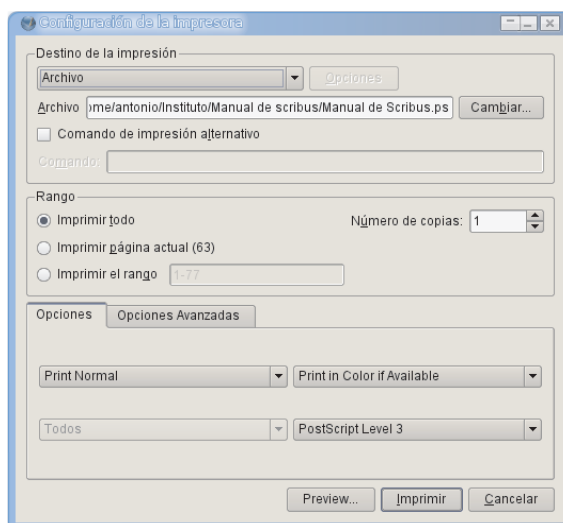 Configuración de la impresora
Destino de la impresión
Archivo
Opciones
Archivo ome/antonio/Instituto/Manual de scribus/Manual de Scribus.ps Cambiar...
Comando de impresión alternativo
Comando:
Rango
Imprimir todo Número de copias: 1
Imprimir página actual (63)
Imprimir el rango 1-77
Opciones Opciones Avanzadas
Print Normal Print in Color if Available
Todos PostScript Level 3
Preview... Imprimir Cancelar